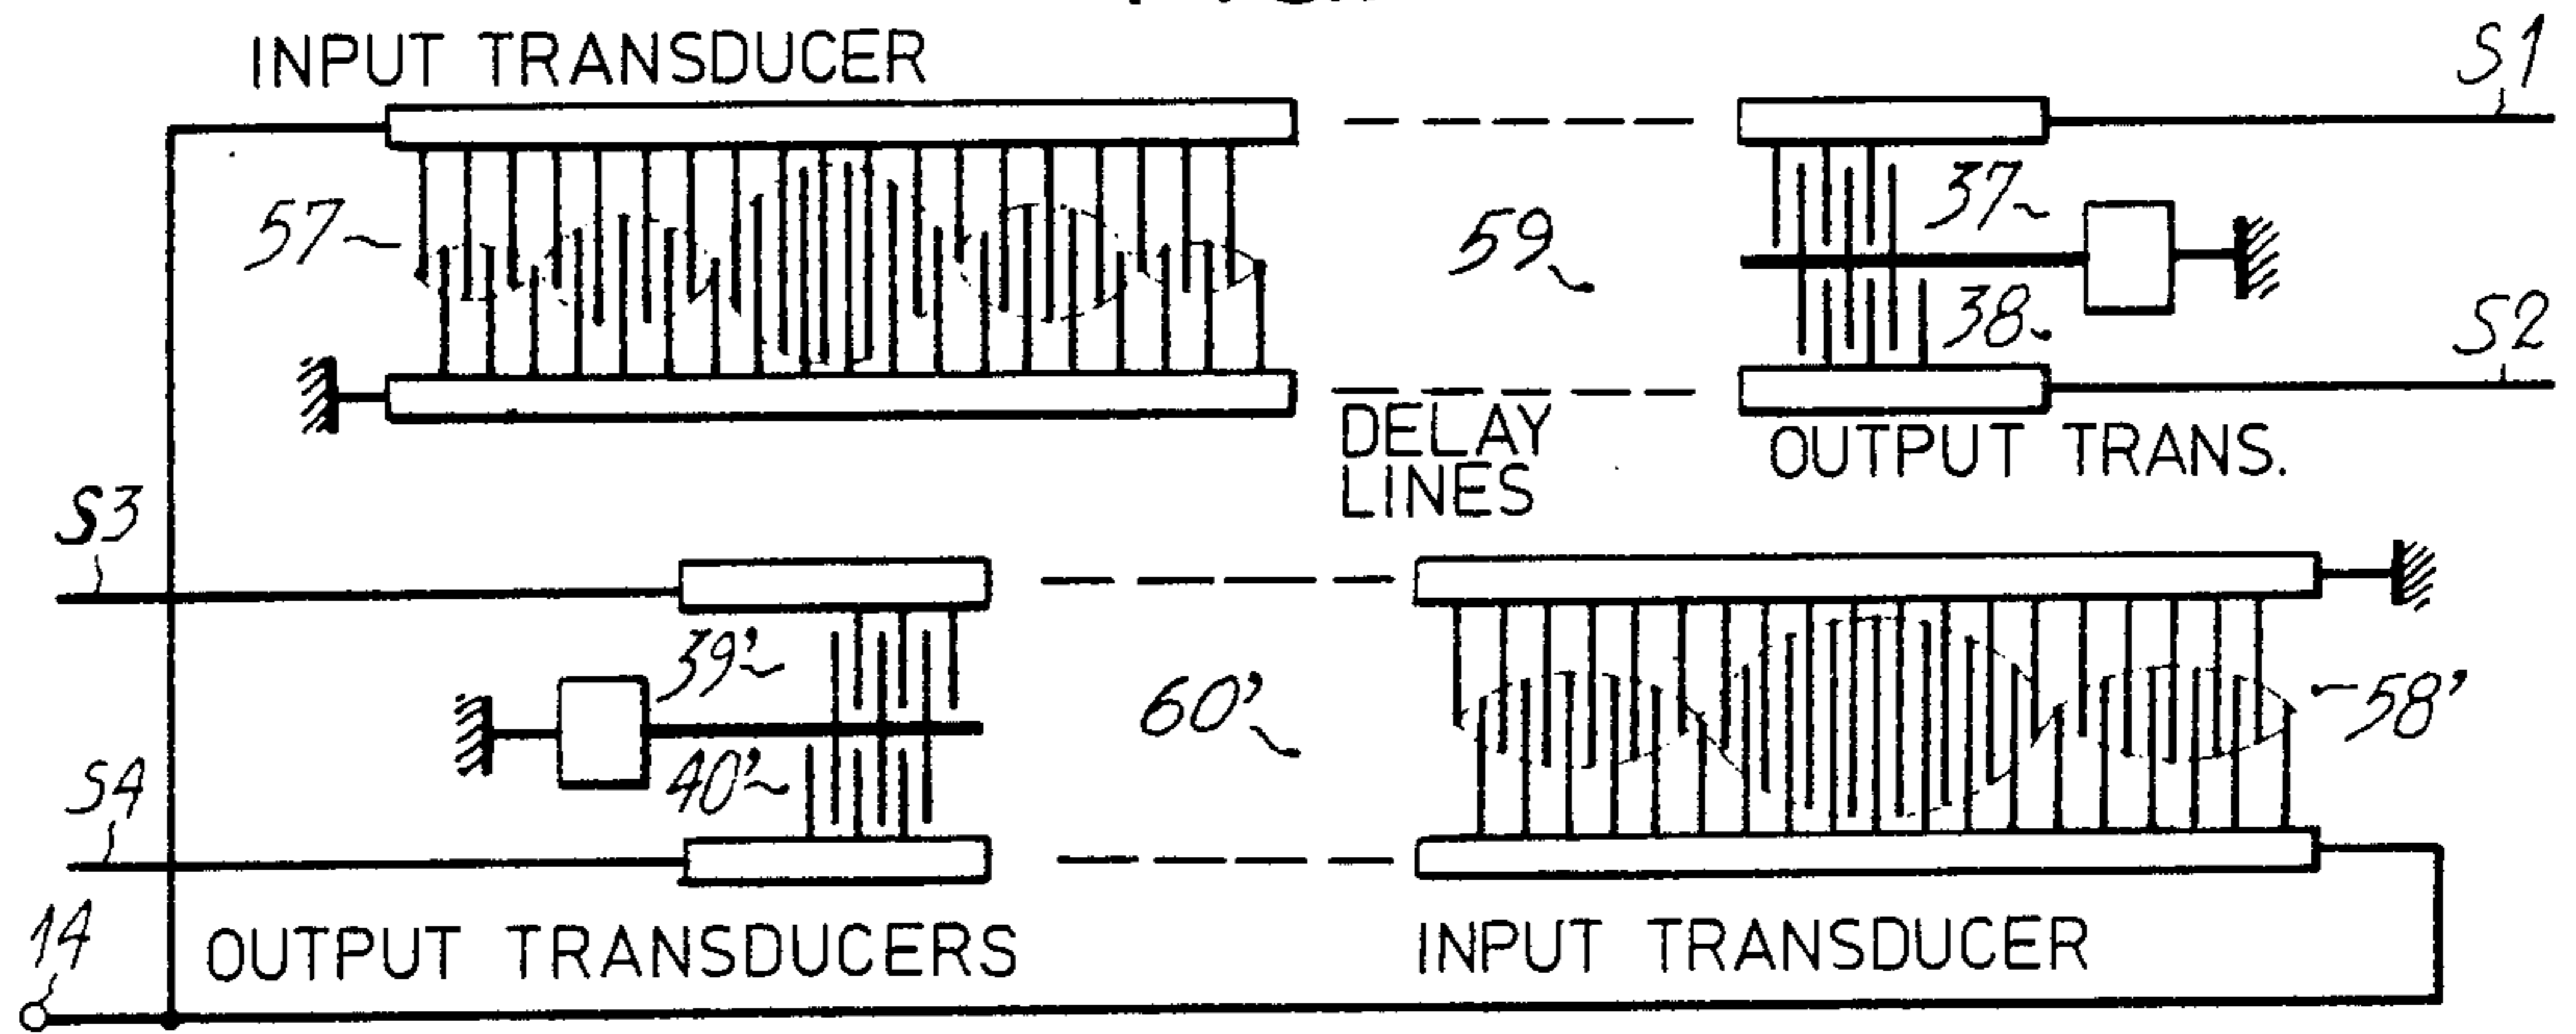 INPUT TRANSDUCER
S1
57
37
59
38
S2
DELAY
LINES
OUTPUT TRANS.
S3
39'
60'
58'
40'
S4
14
OUTPUT TRANSDUCERS
INPUT TRANSDUCER